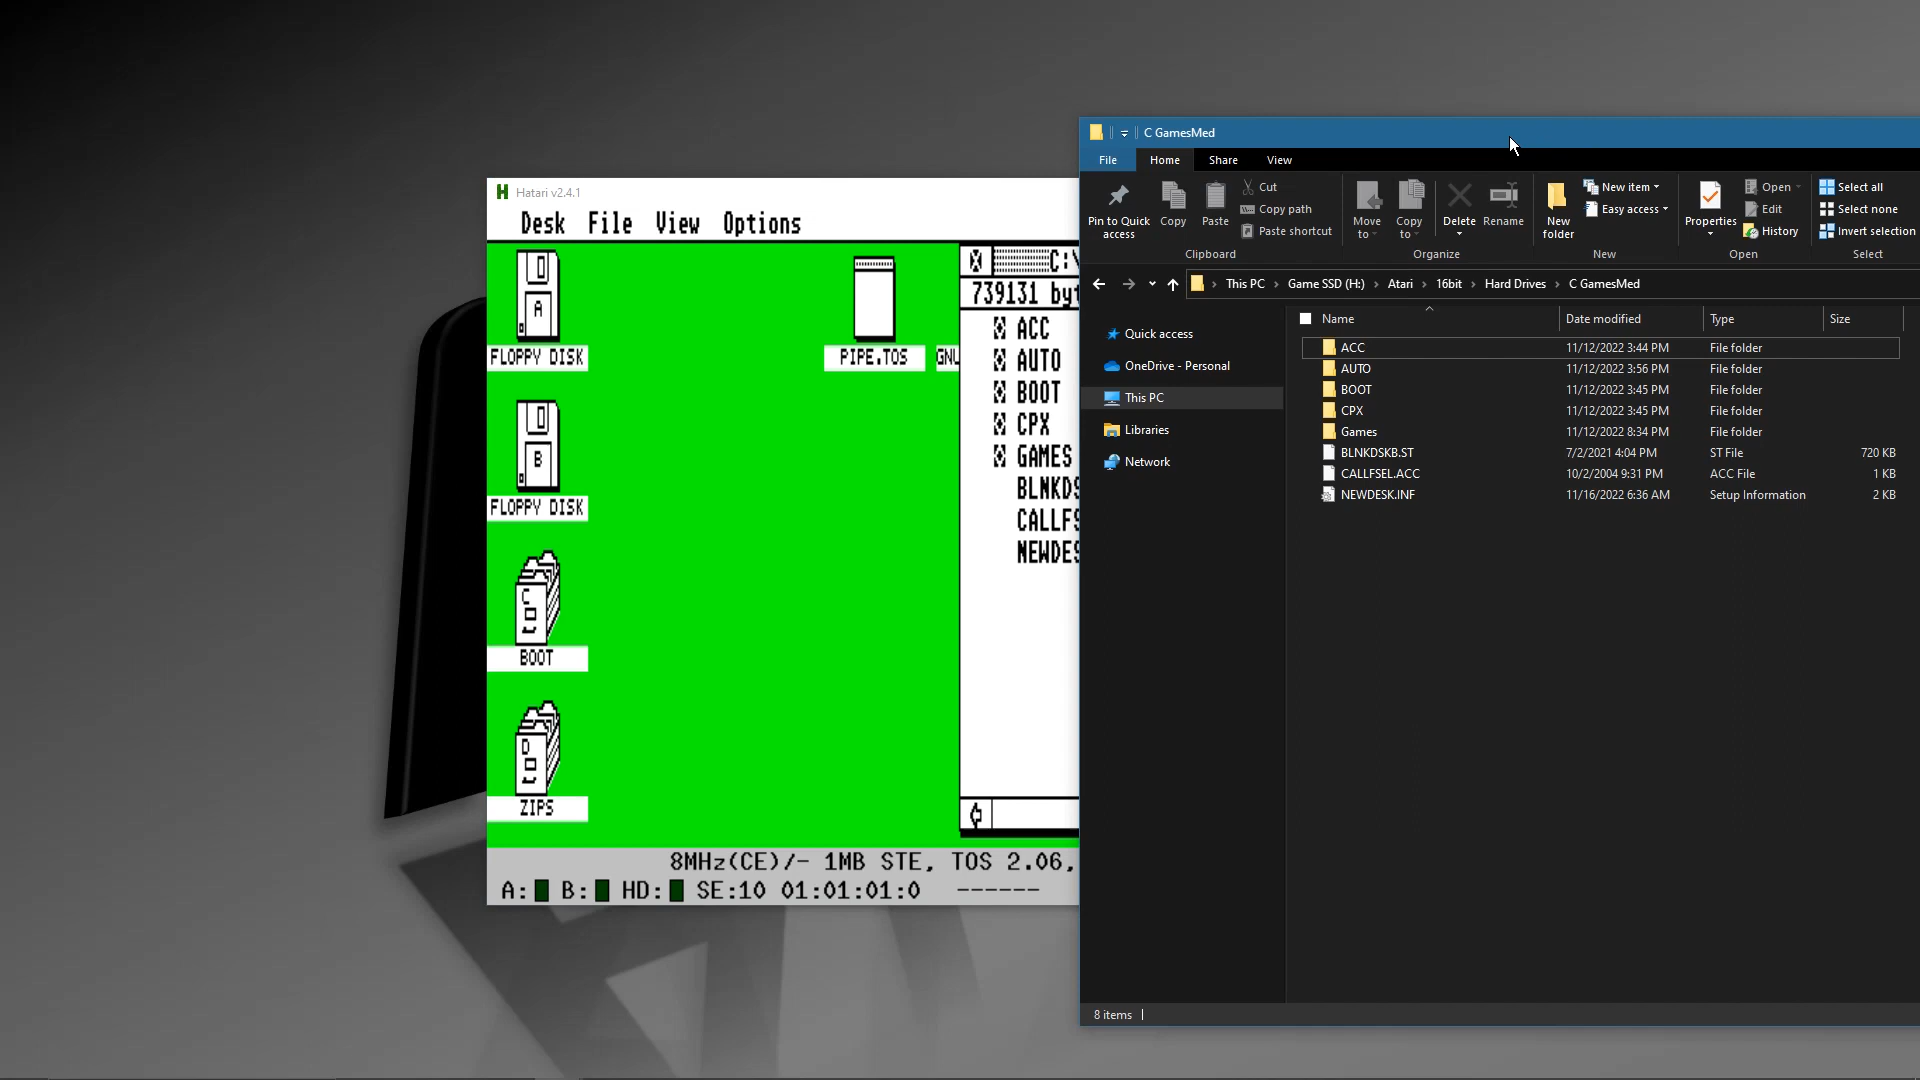 Hatari v2.4.1
Desk File View Options
A
FLOPPY DISK
B
FLOPPY DISK
C
BOOT
D
ZIPS
PIPE.TOS
GNU
C:\
739131 byt
ACC
AUTO
BOOT
CPX
GAMES
BLNKDS
CALLFS
NEWDES
8MHz(CE)/- 1MB STE, TOS 2.06,
A: B: HD: SE:10 01:01:01:0 ------
C GamesMed
File Home Share View
Pin to Quick access
Copy
Paste
Cut
Copy path
Paste shortcut
Clipboard
Move to
Copy to
Delete
Rename
Organize
New folder
New item
Easy access
New
Properties
Open
Edit
History
Open
Select all
Select none
Invert selection
Select
This PC > Game SSD (H:) > Atari > 16bit > Hard Drives > C GamesMed
Quick access
OneDrive - Personal
This PC
Libraries
Network
Name Date modified Type Size
ACC 11/12/2022 3:44 PM File folder
AUTO 11/12/2022 3:56 PM File folder
BOOT 11/12/2022 3:45 PM File folder
CPX 11/12/2022 3:45 PM File folder
Games 11/12/2022 8:34 PM File folder
BLNKDSKB.ST 7/2/2021 4:04 PM ST File 720 KB
CALLFSEL.ACC 10/2/2004 9:31 PM ACC File 1 KB
NEWDESK.INF 11/16/2022 6:36 AM Setup Information 2 KB
8 items